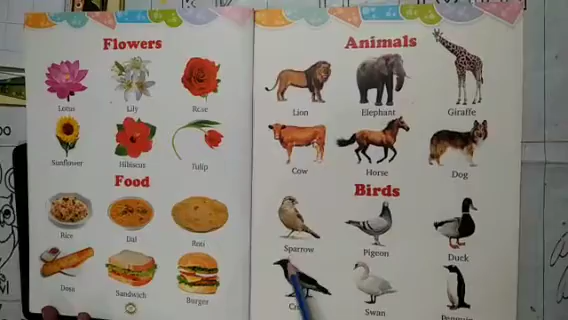 Flowers
Lotus
Lily
Rose
Sunflower
Hibiscus
Tulip
Food
Rice
Dal
Roti
Dosa
Sandwich
Burger
Animals
Lion
Elephant
Giraffe
Cow
Horse
Dog
Birds
Sparrow
Pigeon
Duck
Swan
Penguin